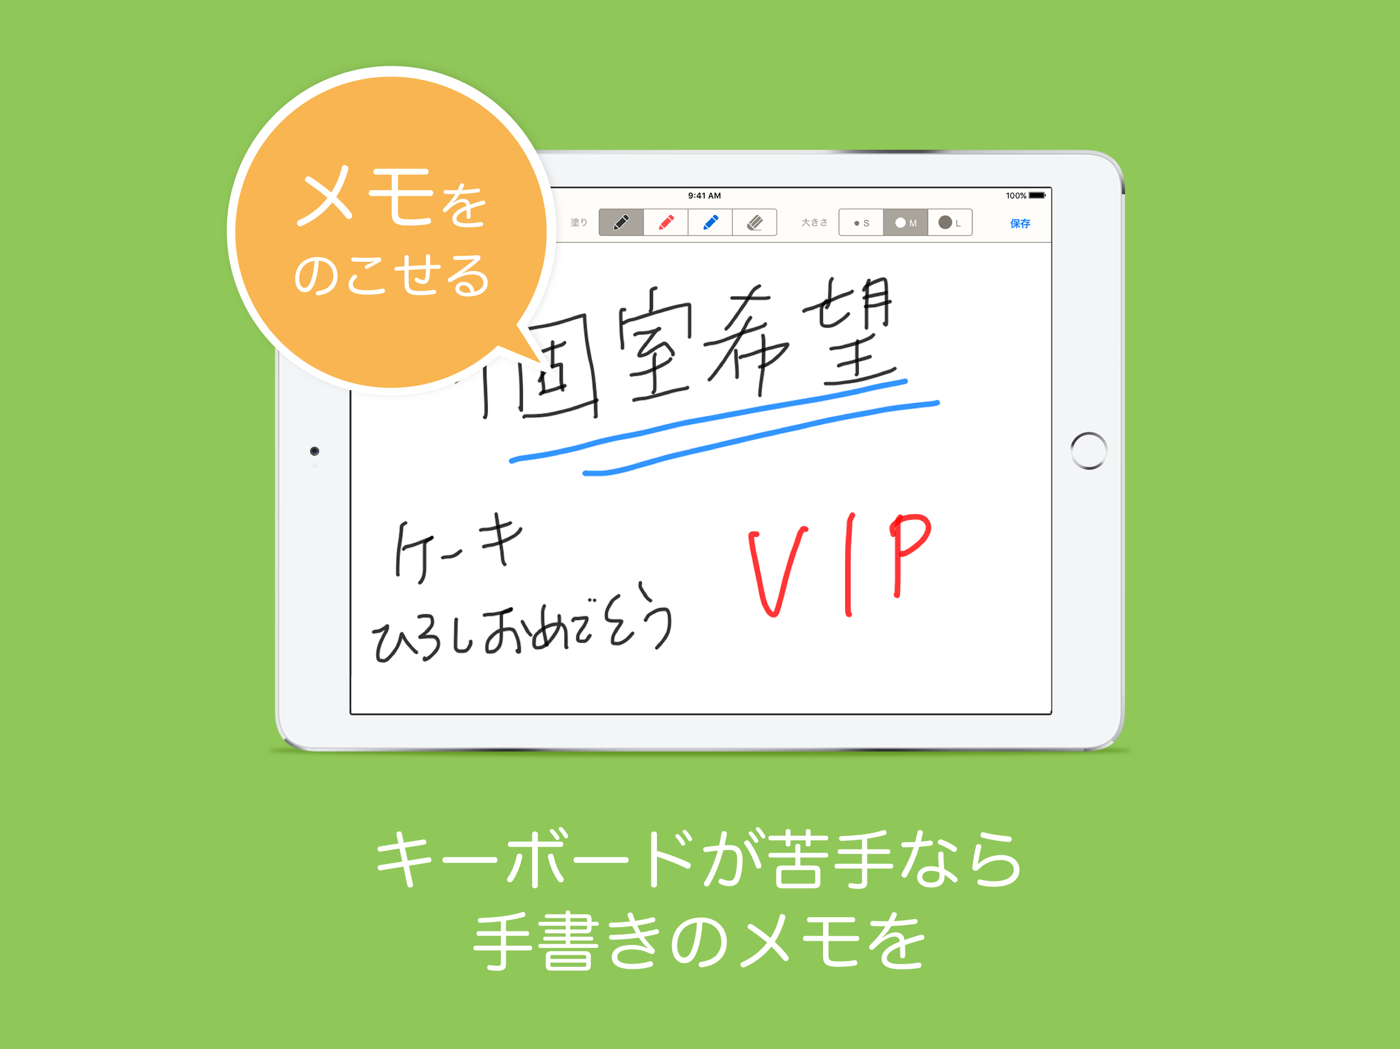 メモを
のこせる
9:41 AM
100%
塗り
大きさ
S
M
L
保存
個室希望
ケーキ
VIP
ひろしおめでとう
キーボードが苦手なら
手書きのメモを